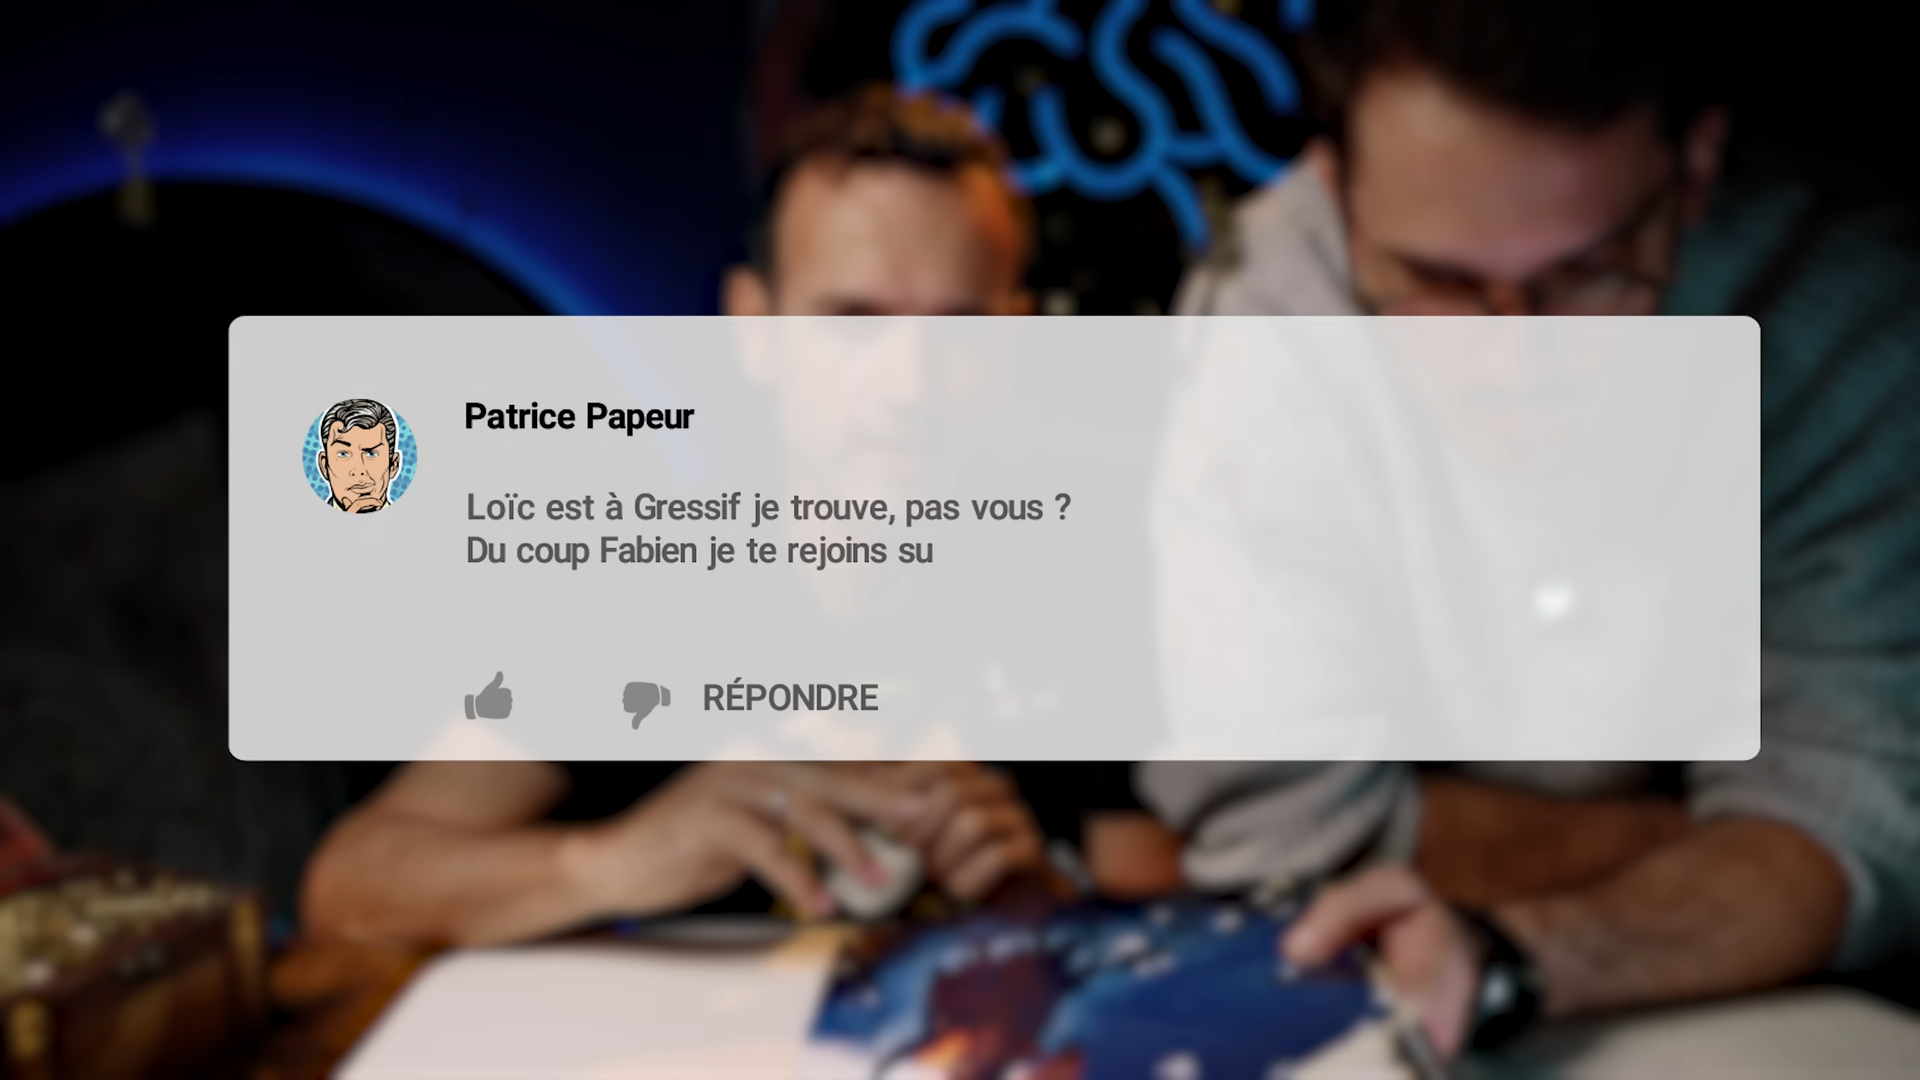 Patrice Papeur
Loïc est à Gressif je trouve, pas vous ?
Du coup Fabien je te rejoins su
RÉPONDRE